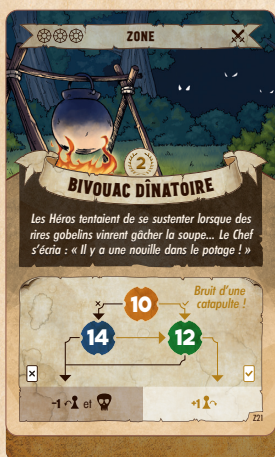 ZONE
2
BIVOUAC DÎNATOIRE
Les Héros tentaient de se sustenter lorsque des
rires gobelins vinrent gâcher la soupe... Le Chef
s'écria : « Il y a une nouille dans le potage ! »
Bruit d'une
catapulte !
10
14
12
-1 et
+1
Z21